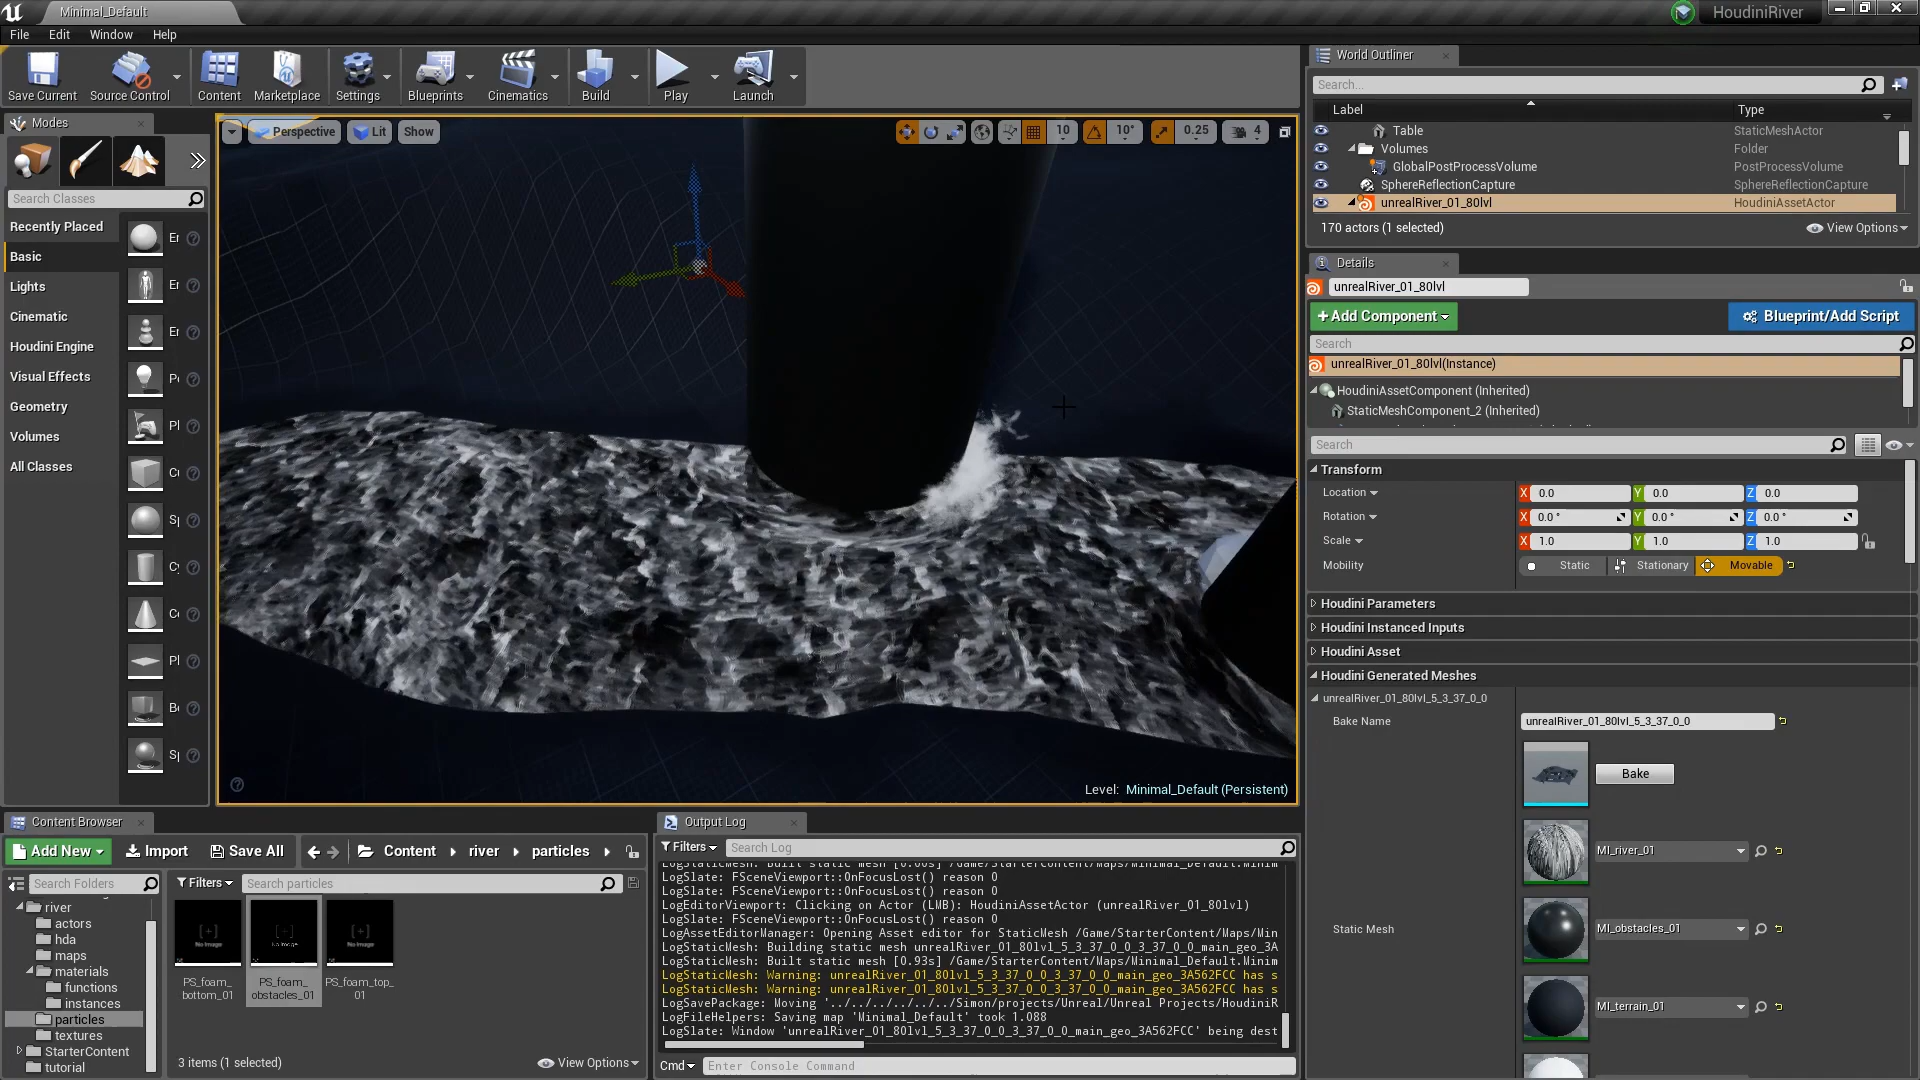 Minimal_Default
HoudiniRiver
File Edit Window Help
Save Current Source Control Content Marketplace Settings Blueprints Cinematics Build Play Launch
Modes
Search Classes
Recently Placed
Basic
Lights
Cinematic
Houdini Engine
Visual Effects
Geometry
Volumes
All Classes
Perspective Lit Show
10 10° 0.25 4
Level: Minimal_Default (Persistent)
World Outliner
Search...
Label Type
Table StaticMeshActor
Volumes Folder
GlobalPostProcessVolume PostProcessVolume
SphereReflectionCapture SphereReflectionCapture
unrealRiver_01_80lvl HoudiniAssetActor
170 actors (1 selected) View Options
Details
unrealRiver_01_80lvl
+Add Component Blueprint/Add Script
Search
unrealRiver_01_80lvl(Instance)
HoudiniAssetComponent (Inherited)
StaticMeshComponent_2 (Inherited)
Search
Transform
Location X 0.0 Y 0.0 Z 0.0
Rotation X 0.0 ° Y 0.0 ° Z 0.0 °
Scale X 1.0 Y 1.0 Z 1.0
Mobility Static Stationary Movable
Houdini Parameters
Houdini Instanced Inputs
Houdini Asset
Houdini Generated Meshes
unrealRiver_01_80lvl_5_3_37_0_0
Bake Name unrealRiver_01_80lvl_5_3_37_0_0
Bake
MI_river_01
Static Mesh MI_obstacles_01
MI_terrain_01
Content Browser
Add New Import Save All Content river particles
Search Folders
Filters Search particles
river
actors
hda
maps
materials
functions
instances
particles
textures
StarterContent
tutorial
PS_foam_bottom_01
PS_foam_obstacles_01
PS_foam_top_01
3 items (1 selected) View Options
Output Log
Filters Search Log
LogStaticMesh: Built static mesh [0.00s] /Game/StarterContent/Maps/Minimal_Default.Minim
LogSlate: FSceneViewport::OnFocusLost() reason 0
LogSlate: FSceneViewport::OnFocusLost() reason 0
LogEditorViewport: Clicking on Actor (LMB): HoudiniAssetActor (unrealRiver_01_80lvl)
LogSlate: FSceneViewport::OnFocusLost() reason 0
LogAssetEditorManager: Opening Asset editor for StaticMesh /Game/StarterContent/Maps/Min
LogStaticMesh: Building static mesh unrealRiver_01_80lvl_5_3_37_0_0_3_37_0_0_main_geo_3A
LogStaticMesh: Built static mesh [0.93s] /Game/StarterContent/Maps/Minimal_Default.Minim
LogStaticMesh: Warning: unrealRiver_01_80lvl_5_3_37_0_0_3_37_0_0_main_geo_3A562FCC has s
LogStaticMesh: Warning: unrealRiver_01_80lvl_5_3_37_0_0_3_37_0_0_main_geo_3A562FCC has s
LogSavePackage: Moving '../../../../../../Simon/projects/Unreal/Unreal Projects/HoudiniR
LogFileHelpers: Saving map 'Minimal_Default' took 1.088
LogSlate: Window 'unrealRiver_01_80lvl_5_3_37_0_0_3_37_0_0_main_geo_3A562FCC' being dest
Cmd Enter Console Command